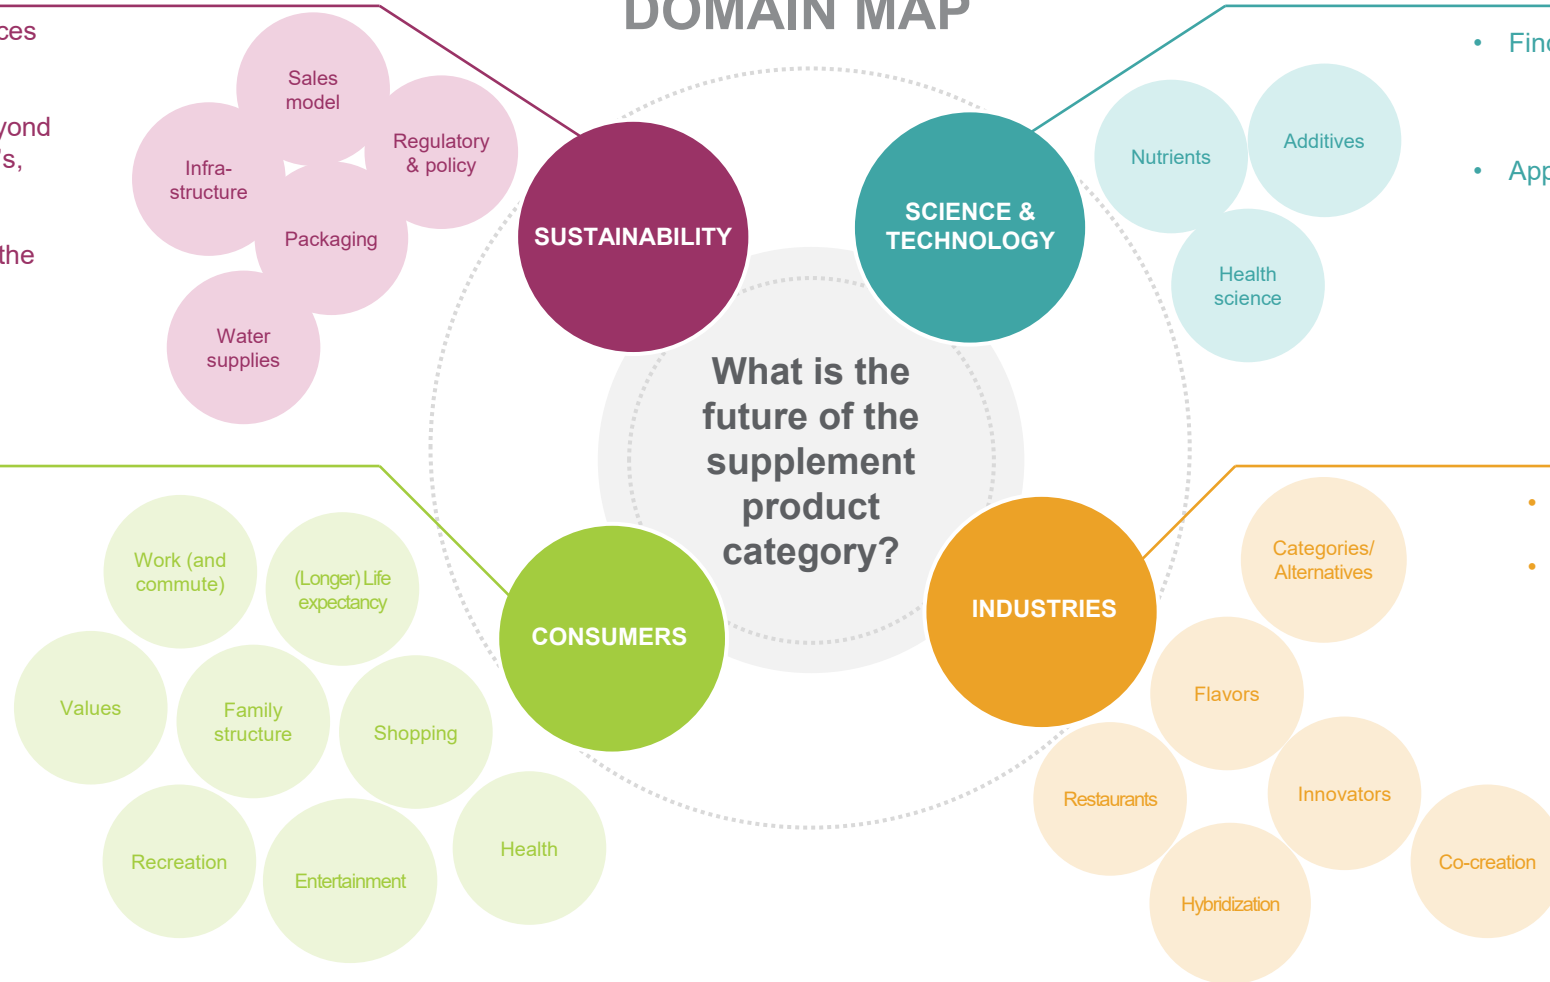 DOMAIN MAP
Sales
model
Regulatory
& policy
Infra-
structure
Packaging
Water
supplies
the
SUSTAINABILITY
SCIENCE &
TECHNOLOGY
Nutrients
Additives
Health
science
What is the
future of the
supplement
product
category?
Work (and
commute)
(Longer) Life
expectancy
Values
Family
structure
Shopping
Recreation
Entertainment
Health
CONSUMERS
INDUSTRIES
Categories/
Alternatives
Flavors
Restaurants
Innovators
Hybridization
Co-creation